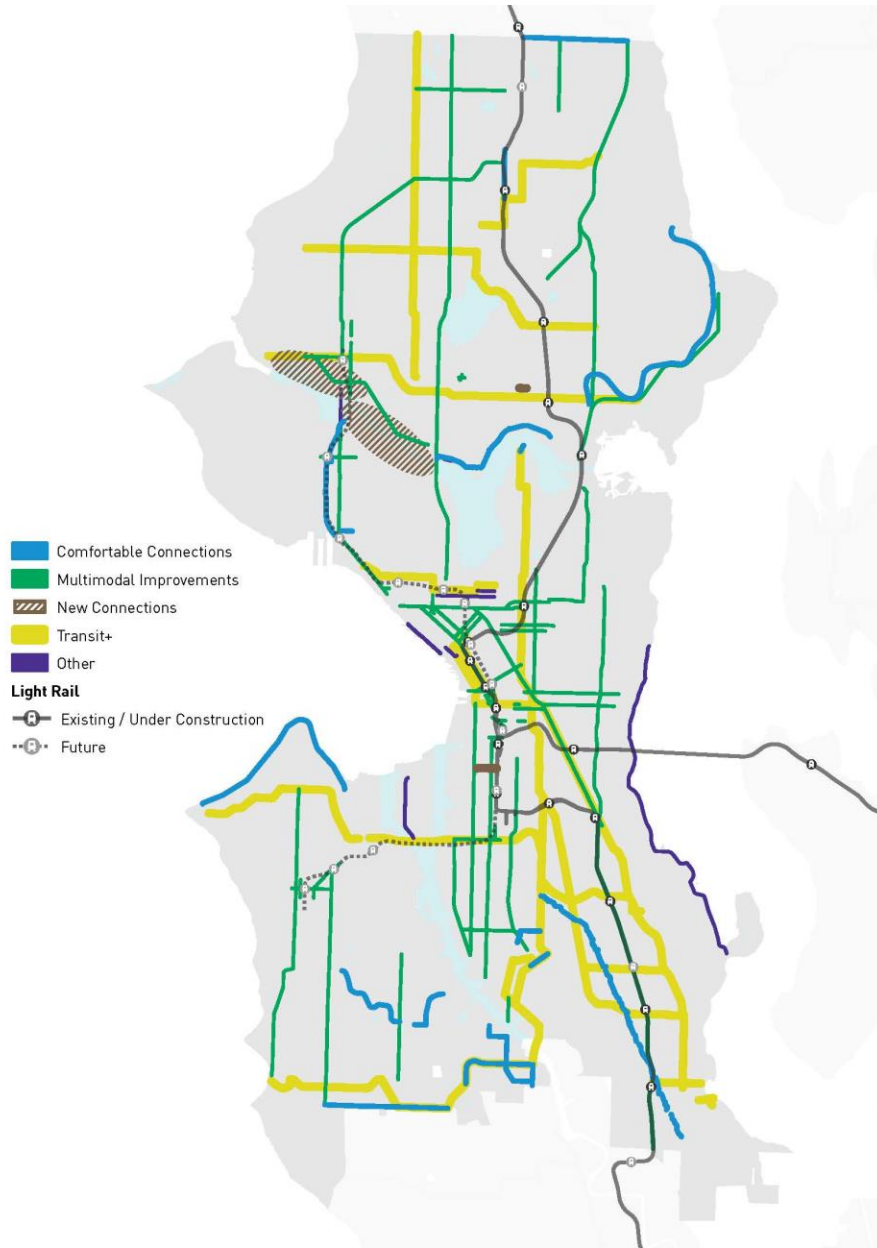 Comfortable Connections
Multimodal Improvements
New Connections
Transit+
Other
Light Rail
Existing / Under Construction
Future